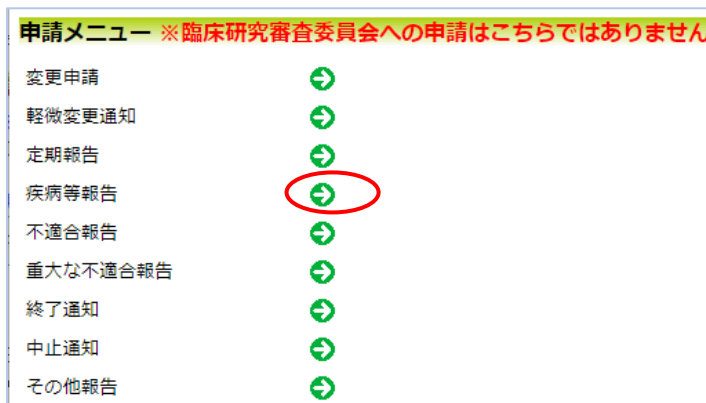 申請メニュー ※臨床研究審査委員会への申請はこちらではありません
変更申請
軽微変更通知
定期報告
疾病等報告
不適合報告
重大な不適合報告
終了通知
中止通知
その他報告